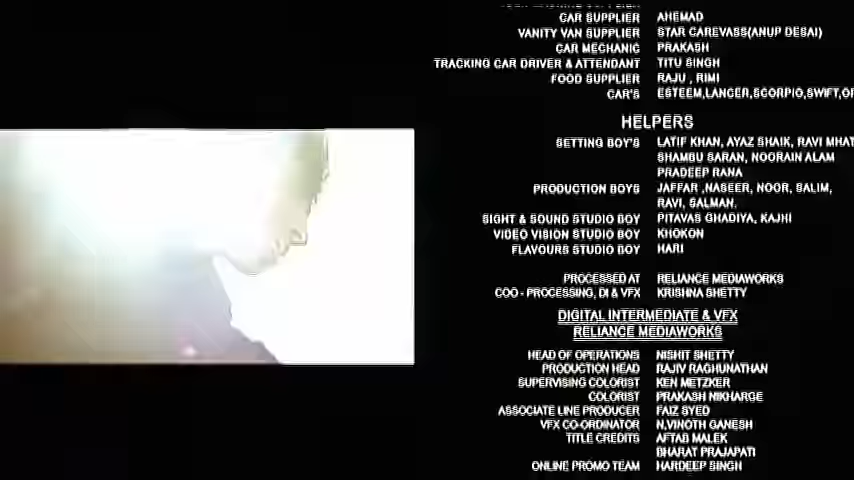 CAR SUPPLIER AHEMAD
VANITY VAN SUPPLIER STAR CAREVASS(ANUP DESAI)
CAR MECHANIC PRAKASH
TRACKING CAR DRIVER & ATTENDANT TITU SINGH
FOOD SUPPLIER RAJU , RIMI
CAR'S ESTEEM,LANCER,SCORPIO,SWIFT,
HELPERS
SETTING BOY'S LATIF KHAN, AYAZ SHAIK, RAVI MHAT
SHAMBU SARAN, NOORAIN ALAM
PRADEEP RANA
PRODUCTION BOYS JAFFAR ,NASEER, NOOR, SALIM,
RAVI, SALMAN,
SIGHT & SOUND STUDIO BOY PITAVAS GHADIYA, KAJHI
VIDEO VISION STUDIO BOY KHOKON
FLAVOURS STUDIO BOY HARI
PROCESSED AT RELIANCE MEDIAWORKS
COO - PROCESSING, DI & VFX KRISHNA SHETTY
DIGITAL INTERMEDIATE & VFX
RELIANCE MEDIAWORKS
HEAD OF OPERATIONS NISHIT SHETTY
PRODUCTION HEAD RAJIV RAGHUNATHAN
SUPERVISING COLORIST KEN METZKER
COLORIST PRAKASH NIKHARGE
ASSOCIATE LINE PRODUCER FAIZ SYED
VFX CO-ORDINATOR N.VINOTH GANESH
TITLE CREDITS AFTAB MALEK
BHARAT PRAJAPATI
ONLINE PROMO TEAM HARDEEP SINGH